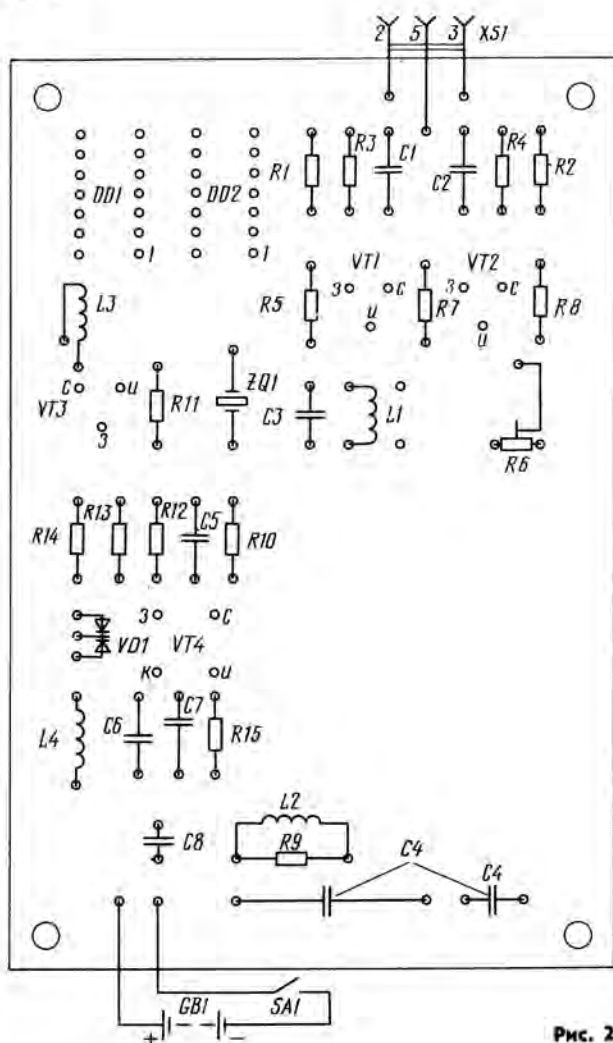 2 5 3 XS1
R1 R3 C1 C2 R4 R2
DD1 DD2
1 1
VT1 VT2
L3 R5 З С R7 З С R8
И И
С И R11 ZQ1 C3 L1
VT3
З
R6
R14 R13 R12 C5 R10
З С
VD1 VT4
К И
L4 C6 C7 R15
L2
C8 R9 C4 C4
GB1 SA1
+ −
Рис. 2